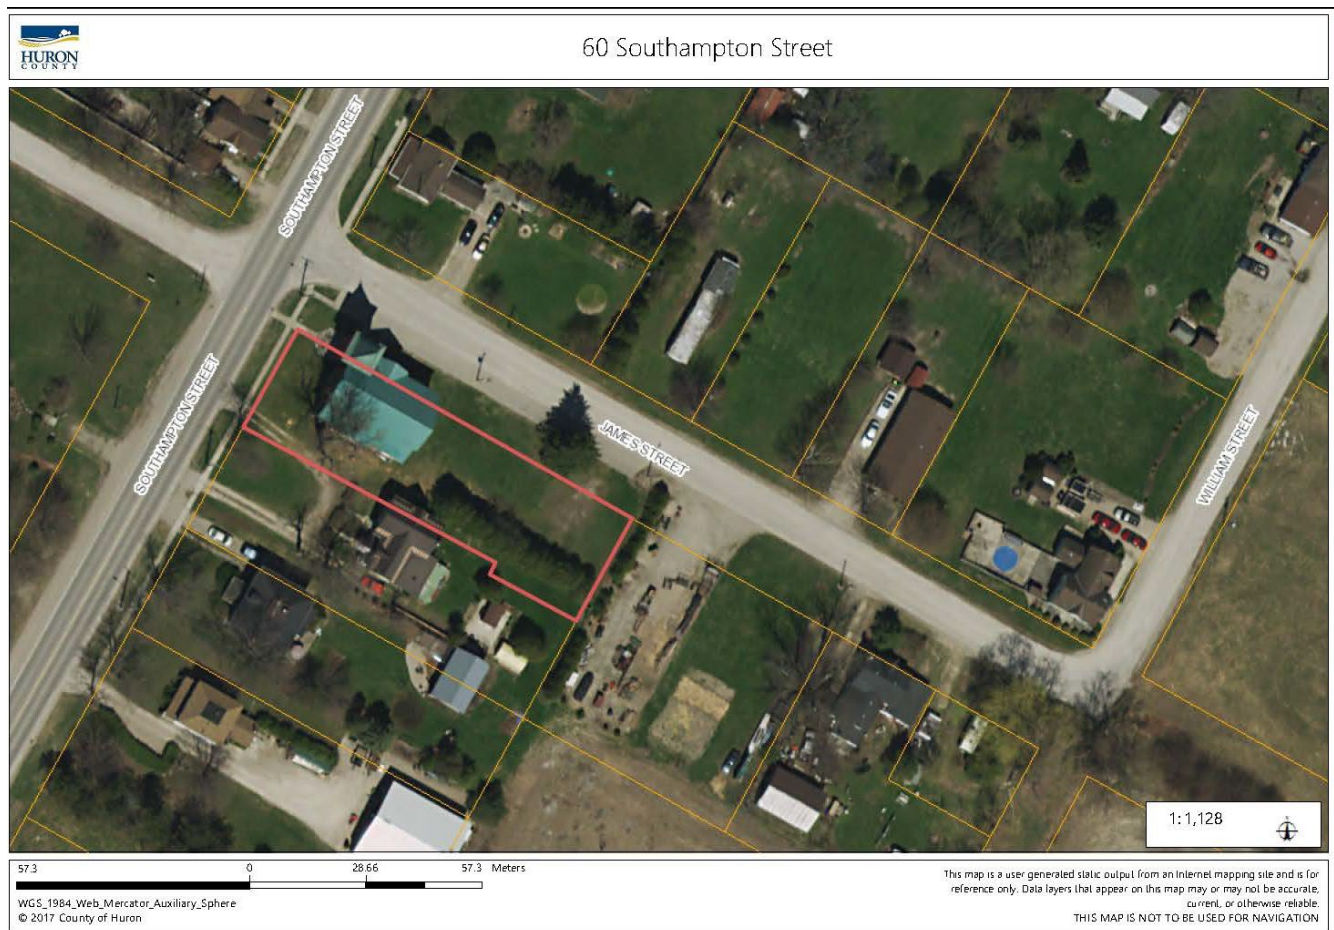 HURON
COUNTY
60 Southampton Street
SOUTHAMPTON STREET
SOUTHAMPTON STREET
JAMES STREET
WILLIAM STREET
1:1,128
57.3 0 28.66 57.3 Meters
WGS_1984_Web_Mercator_Auxiliary_Sphere
© 2017 County of Huron
This map is a user generated static output from an Internet mapping site and is for
reference only. Data layers that appear on this map may or may not be accurate,
current, or otherwise reliable.
THIS MAP IS NOT TO BE USED FOR NAVIGATION